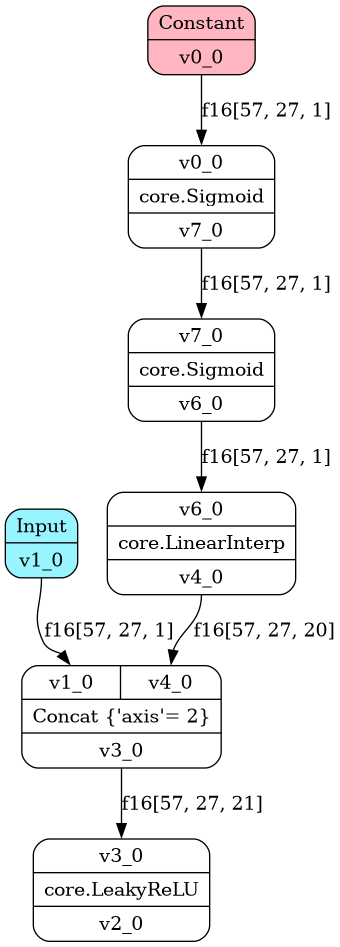 Constant
v0_0
f16[57, 27, 1]
v0_0
core.Sigmoid
v7_0
f16[57, 27, 1]
v7_0
core.Sigmoid
v6_0
f16[57, 27, 1]
v6_0
core.LinearInterp
v4_0
Input
v1_0
f16[57, 27, 1]
f16[57, 27, 20]
v1_0 v4_0
Concat {'axis'= 2}
v3_0
f16[57, 27, 21]
v3_0
core.LeakyReLU
v2_0